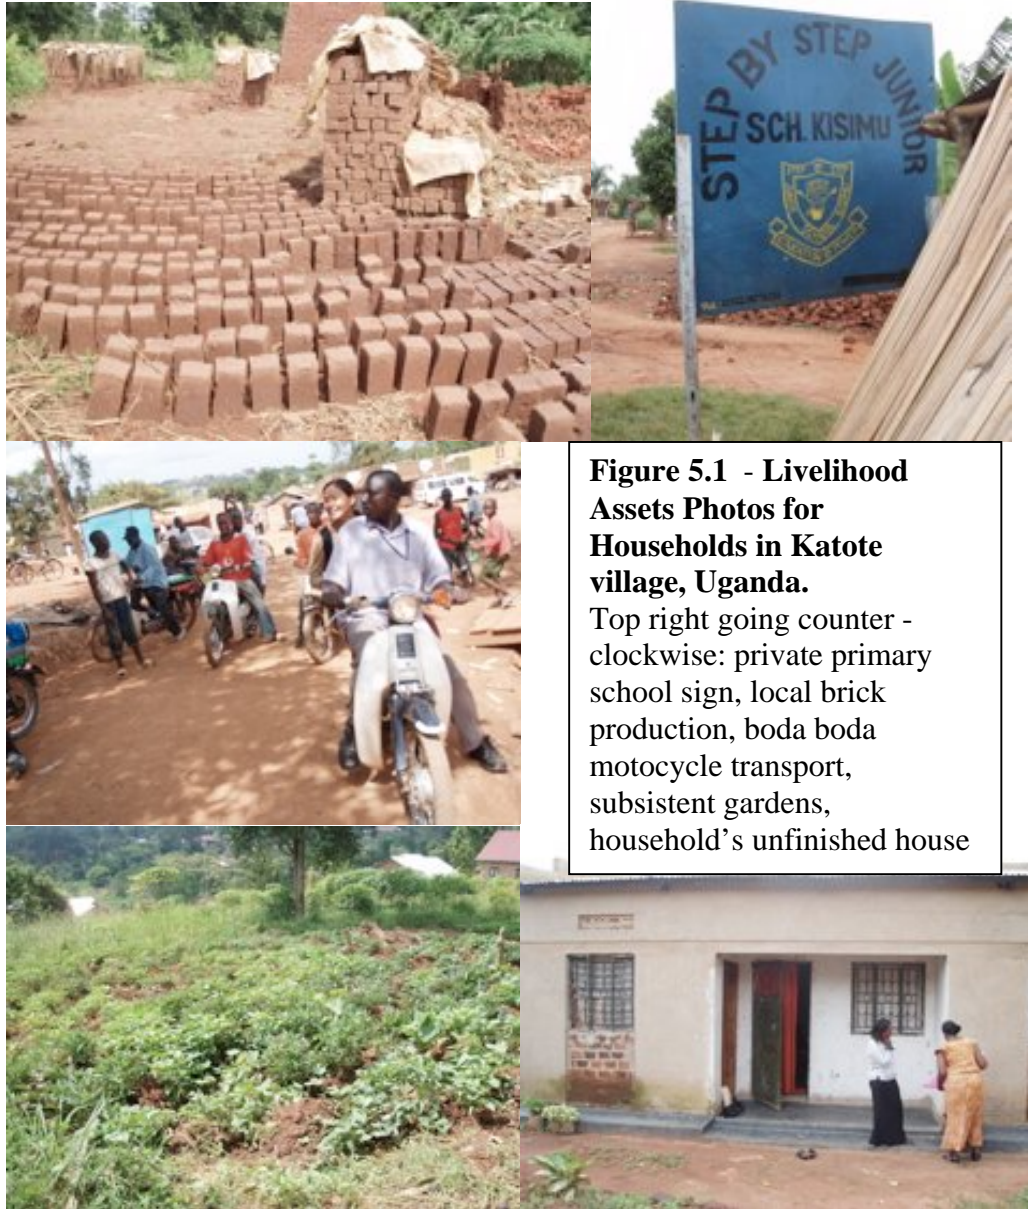 STEP BY STEP JUNIOR
SCH. KISIMU
Figure 5.1 - Livelihood
Assets Photos for
Households in Katote
village, Uganda.
Top right going counter -
clockwise: private primary
school sign, local brick
production, boda boda
motocycle transport,
subsistent gardens,
household’s unfinished house